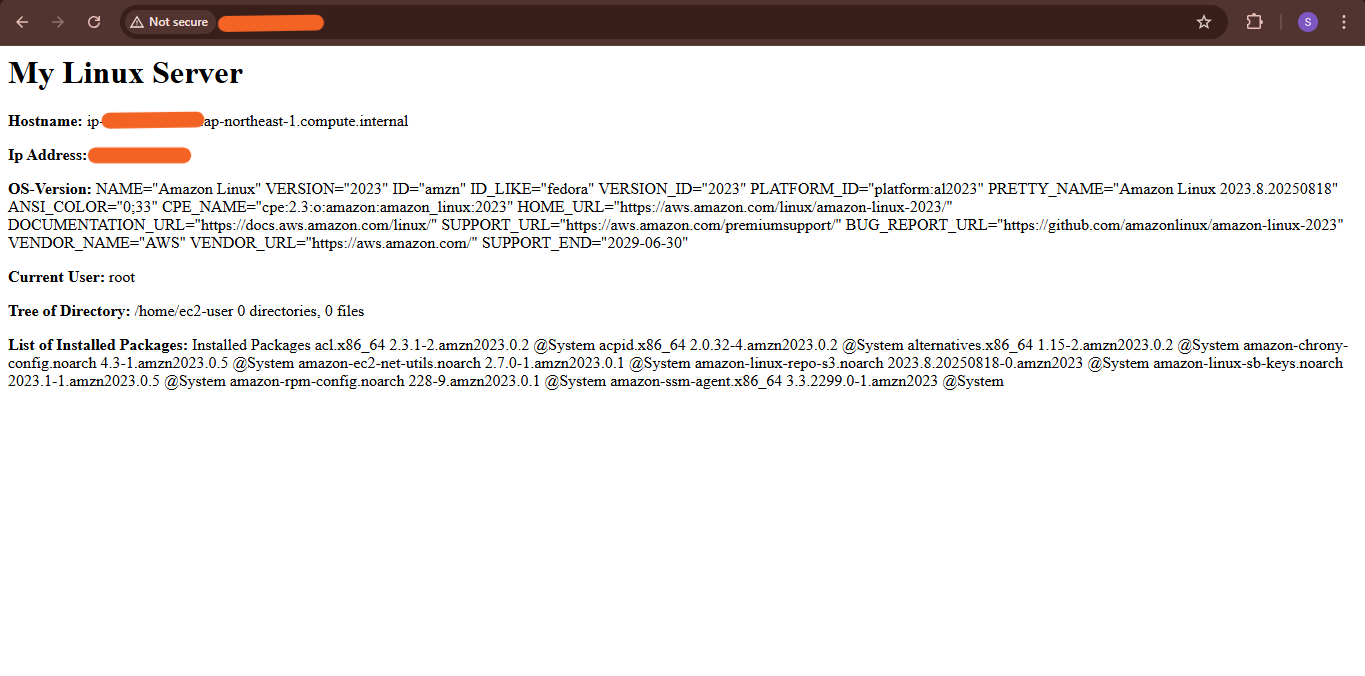 Not secure
S
My Linux Server
Hostname: ip- ap-northeast-1.compute.internal
Ip Address:
OS-Version: NAME="Amazon Linux" VERSION="2023" ID="amzn" ID_LIKE="fedora" VERSION_ID="2023" PLATFORM_ID="platform:al2023" PRETTY_NAME="Amazon Linux 2023.8.20250818"
ANSI_COLOR="0;33" CPE_NAME="cpe:2.3:o:amazon:amazon_linux:2023" HOME_URL="https://aws.amazon.com/linux/amazon-linux-2023/"
DOCUMENTATION_URL="https://docs.aws.amazon.com/linux/" SUPPORT_URL="https://aws.amazon.com/premiumsupport/" BUG_REPORT_URL="https://github.com/amazonlinux/amazon-linux-2023"
VENDOR_NAME="AWS" VENDOR_URL="https://aws.amazon.com/" SUPPORT_END="2029-06-30"
Current User: root
Tree of Directory: /home/ec2-user 0 directories, 0 files
List of Installed Packages: Installed Packages acl.x86_64 2.3.1-2.amzn2023.0.2 @System acpid.x86_64 2.0.32-4.amzn2023.0.2 @System alternatives.x86_64 1.15-2.amzn2023.0.2 @System amazon-chrony-
config.noarch 4.3-1.amzn2023.0.5 @System amazon-ec2-net-utils.noarch 2.7.0-1.amzn2023.0.1 @System amazon-linux-repo-s3.noarch 2023.8.20250818-0.amzn2023 @System amazon-linux-sb-keys.noarch
2023.1-1.amzn2023.0.5 @System amazon-rpm-config.noarch 228-9.amzn2023.0.1 @System amazon-ssm-agent.x86_64 3.3.2299.0-1.amzn2023 @System